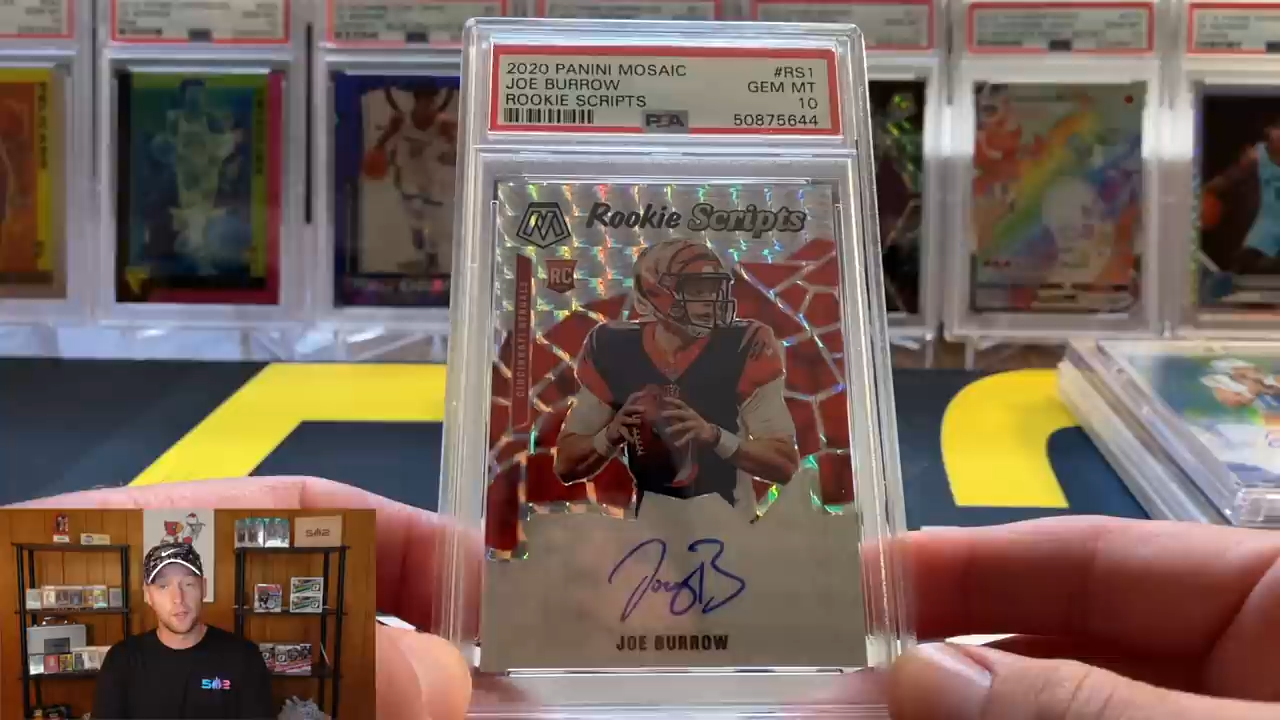 2020 PANINI MOSAIC #RS1
JOE BURROW GEM MT
ROOKIE SCRIPTS 10
PSA 50875644
Rookie Scripts
RC
CINCINNATI BENGALS
JOE BURROW